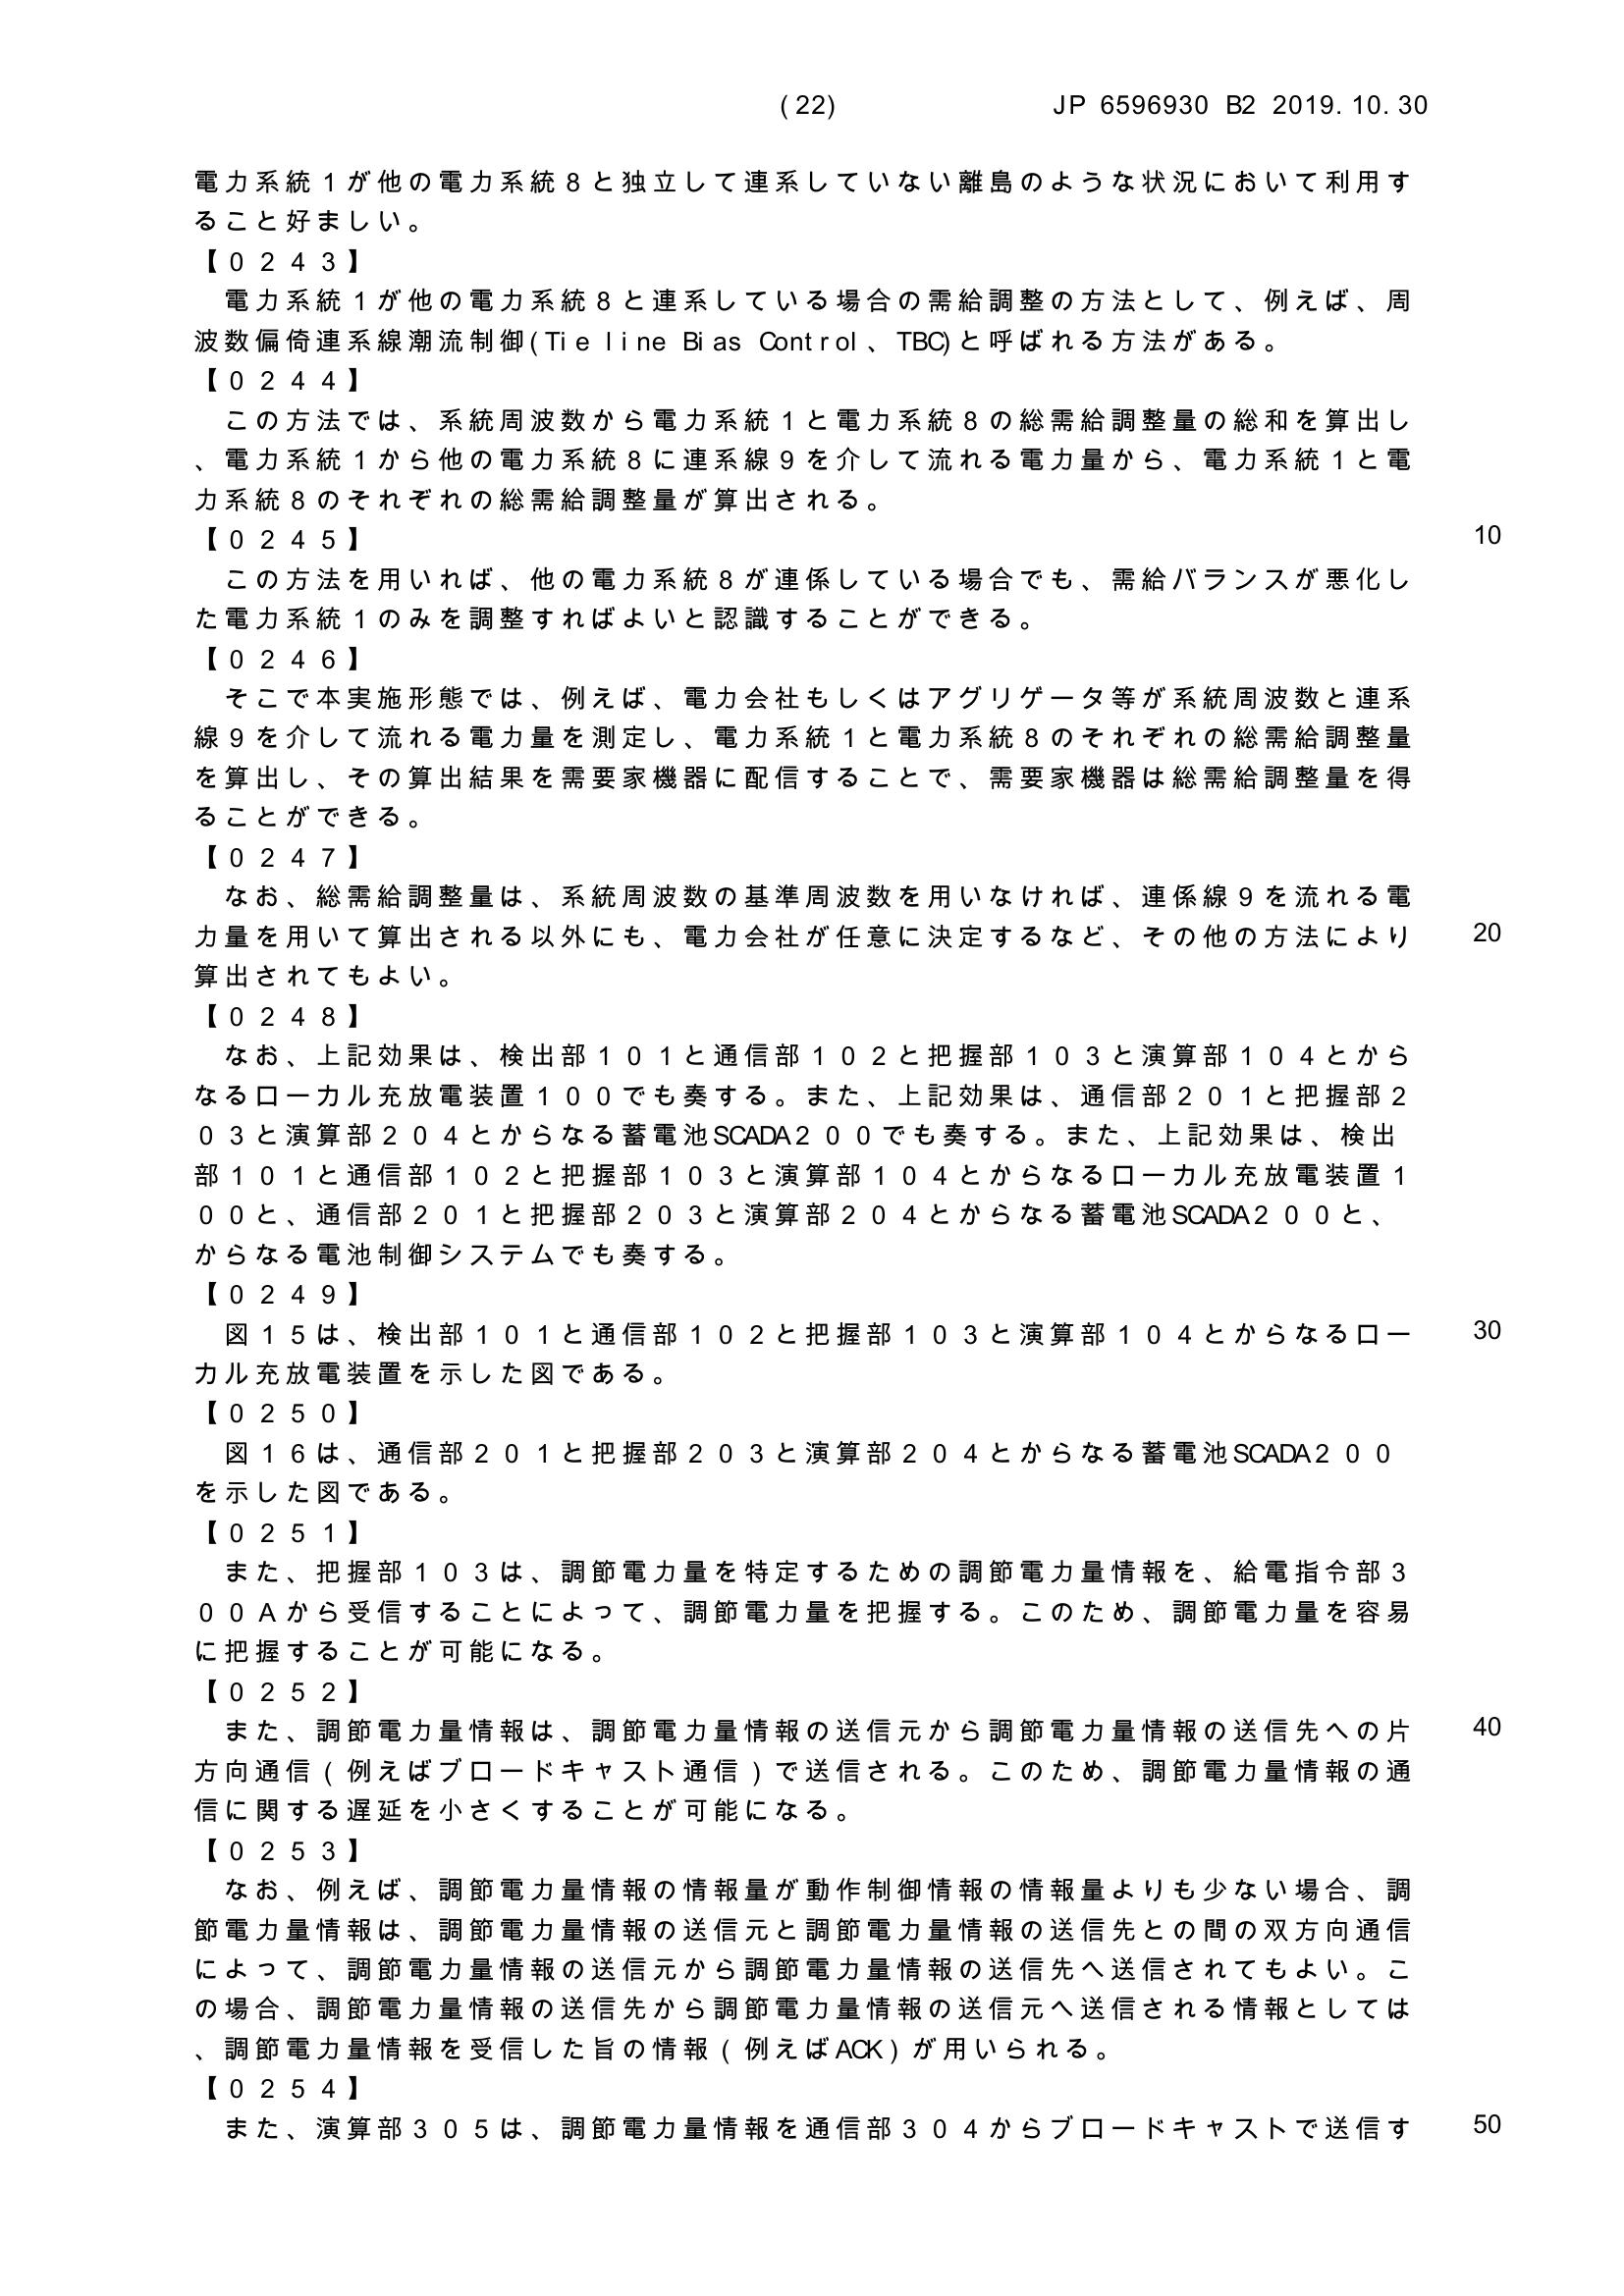 (22) JP 6596930 B2 2019.10.30
電力系統１が他の電力系統８と独立して連系していない離島のような状況において利用す
ること好ましい。
【０２４３】
　電力系統１が他の電力系統８と連系している場合の需給調整の方法として、例えば、周
波数偏倚連系線潮流制御(Tie line Bias Control、TBC)と呼ばれる方法がある。
【０２４４】
　この方法では、系統周波数から電力系統１と電力系統８の総需給調整量の総和を算出し
、電力系統１から他の電力系統８に連系線９を介して流れる電力量から、電力系統１と電
力系統８のそれぞれの総需給調整量が算出される。
【０２４５】 10
　この方法を用いれば、他の電力系統８が連係している場合でも、需給バランスが悪化し
た電力系統１のみを調整すればよいと認識することができる。
【０２４６】
　そこで本実施形態では、例えば、電力会社もしくはアグリゲータ等が系統周波数と連系
線９を介して流れる電力量を測定し、電力系統１と電力系統８のそれぞれの総需給調整量
を算出し、その算出結果を需要家機器に配信することで、需要家機器は総需給調整量を得
ることができる。
【０２４７】
　なお、総需給調整量は、系統周波数の基準周波数を用いなければ、連係線９を流れる電
力量を用いて算出される以外にも、電力会社が任意に決定するなど、その他の方法により 20
算出されてもよい。
【０２４８】
　なお、上記効果は、検出部１０１と通信部１０２と把握部１０３と演算部１０４とから
なるローカル充放電装置１００でも奏する。また、上記効果は、通信部２０１と把握部２
０３と演算部２０４とからなる蓄電池SCADA２００でも奏する。また、上記効果は、検出
部１０１と通信部１０２と把握部１０３と演算部１０４とからなるローカル充放電装置１
００と、通信部２０１と把握部２０３と演算部２０４とからなる蓄電池SCADA２００と、
からなる電池制御システムでも奏する。
【０２４９】
　図１５は、検出部１０１と通信部１０２と把握部１０３と演算部１０４とからなるロー 30
カル充放電装置を示した図である。
【０２５０】
　図１６は、通信部２０１と把握部２０３と演算部２０４とからなる蓄電池SCADA２００
を示した図である。
【０２５１】
　また、把握部１０３は、調節電力量を特定するための調節電力量情報を、給電指令部３
００Ａから受信することによって、調節電力量を把握する。このため、調節電力量を容易
に把握することが可能になる。
【０２５２】
　また、調節電力量情報は、調節電力量情報の送信元から調節電力量情報の送信先への片 40
方向通信(例えばブロードキャスト通信)で送信される。このため、調節電力量情報の通
信に関する遅延を小さくすることが可能になる。
【０２５３】
　なお、例えば、調節電力量情報の情報量が動作制御情報の情報量よりも少ない場合、調
節電力量情報は、調節電力量情報の送信元と調節電力量情報の送信先との間の双方向通信
によって、調節電力量情報の送信元から調節電力量情報の送信先へ送信されてもよい。こ
の場合、調節電力量情報の送信先から調節電力量情報の送信元へ送信される情報としては
、調節電力量情報を受信した旨の情報(例えばACK)が用いられる。
【０２５４】
　また、演算部３０５は、調節電力量情報を通信部３０４からブロードキャストで送信す 50